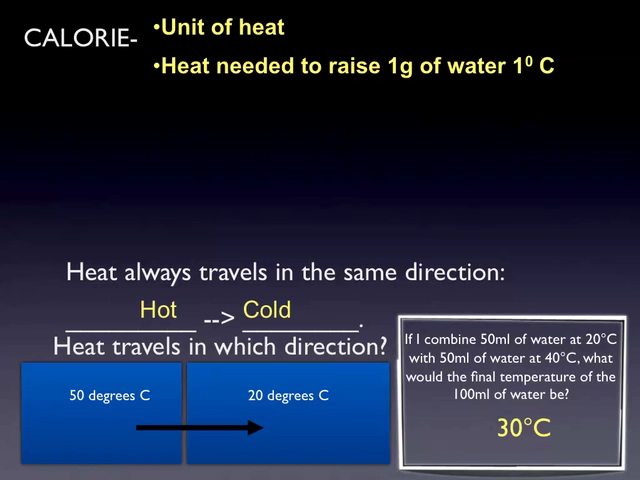 CALORIE-
•Unit of heat
•Heat needed to raise 1g of water 1⁰ C
Heat always travels in the same direction:
Hot --> Cold.
Heat travels in which direction?
50 degrees C
20 degrees C
If I combine 50ml of water at 20°C
with 50ml of water at 40°C, what
would the final temperature of the
100ml of water be?
30°C